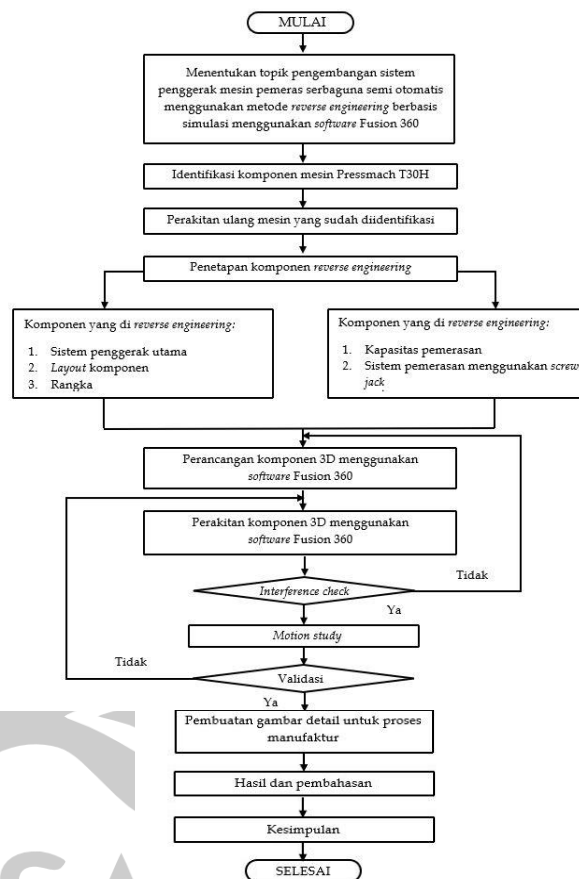 MULAI
Menentukan topik pengembangan sistem
penggerak mesin pemeras serbaguna semi otomatis
menggunakan metode reverse engineering berbasis
simulasi menggunakan software Fusion 360
Identifikasi komponen mesin Pressmach T30H
Perakitan ulang mesin yang sudah diidentifikasi
Penetapan komponen reverse engineering
Komponen yang di reverse engineering:
1. Sistem penggerak utama
2. Layout komponen
3. Rangka
Komponen yang di reverse engineering:
1. Kapasitas pemerasan
2. Sistem pemerasan menggunakan screw
jack
Perancangan komponen 3D menggunakan
software Fusion 360
Perakitan komponen 3D menggunakan
software Fusion 360
Interference check
Tidak
Ya
Motion study
Tidak
Validasi
Ya
Pembuatan gambar detail untuk proses
manufaktur
Hasil dan pembahasan
Kesimpulan
SELESAI